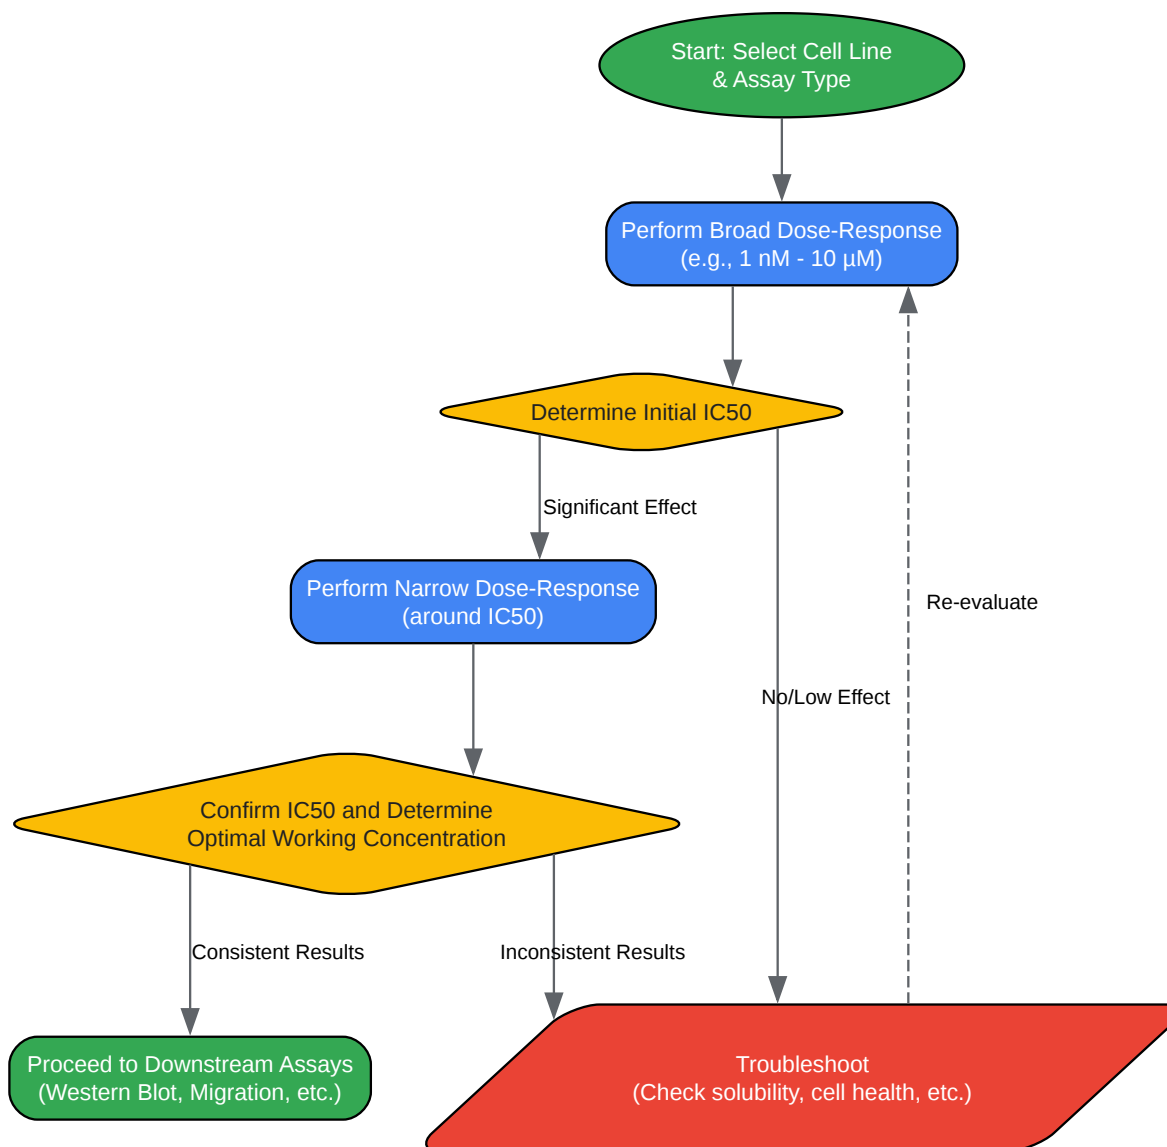 Start: Select Cell Line
& Assay Type
Perform Broad Dose-Response
(e.g., 1 nM - 10 µM)
Determine Initial IC50
Significant Effect
Perform Narrow Dose-Response
(around IC50)
Re-evaluate
No/Low Effect
Confirm IC50 and Determine
Optimal Working Concentration
Consistent Results
Inconsistent Results
Proceed to Downstream Assays
(Western Blot, Migration, etc.)
Troubleshoot
(Check solubility, cell health, etc.)